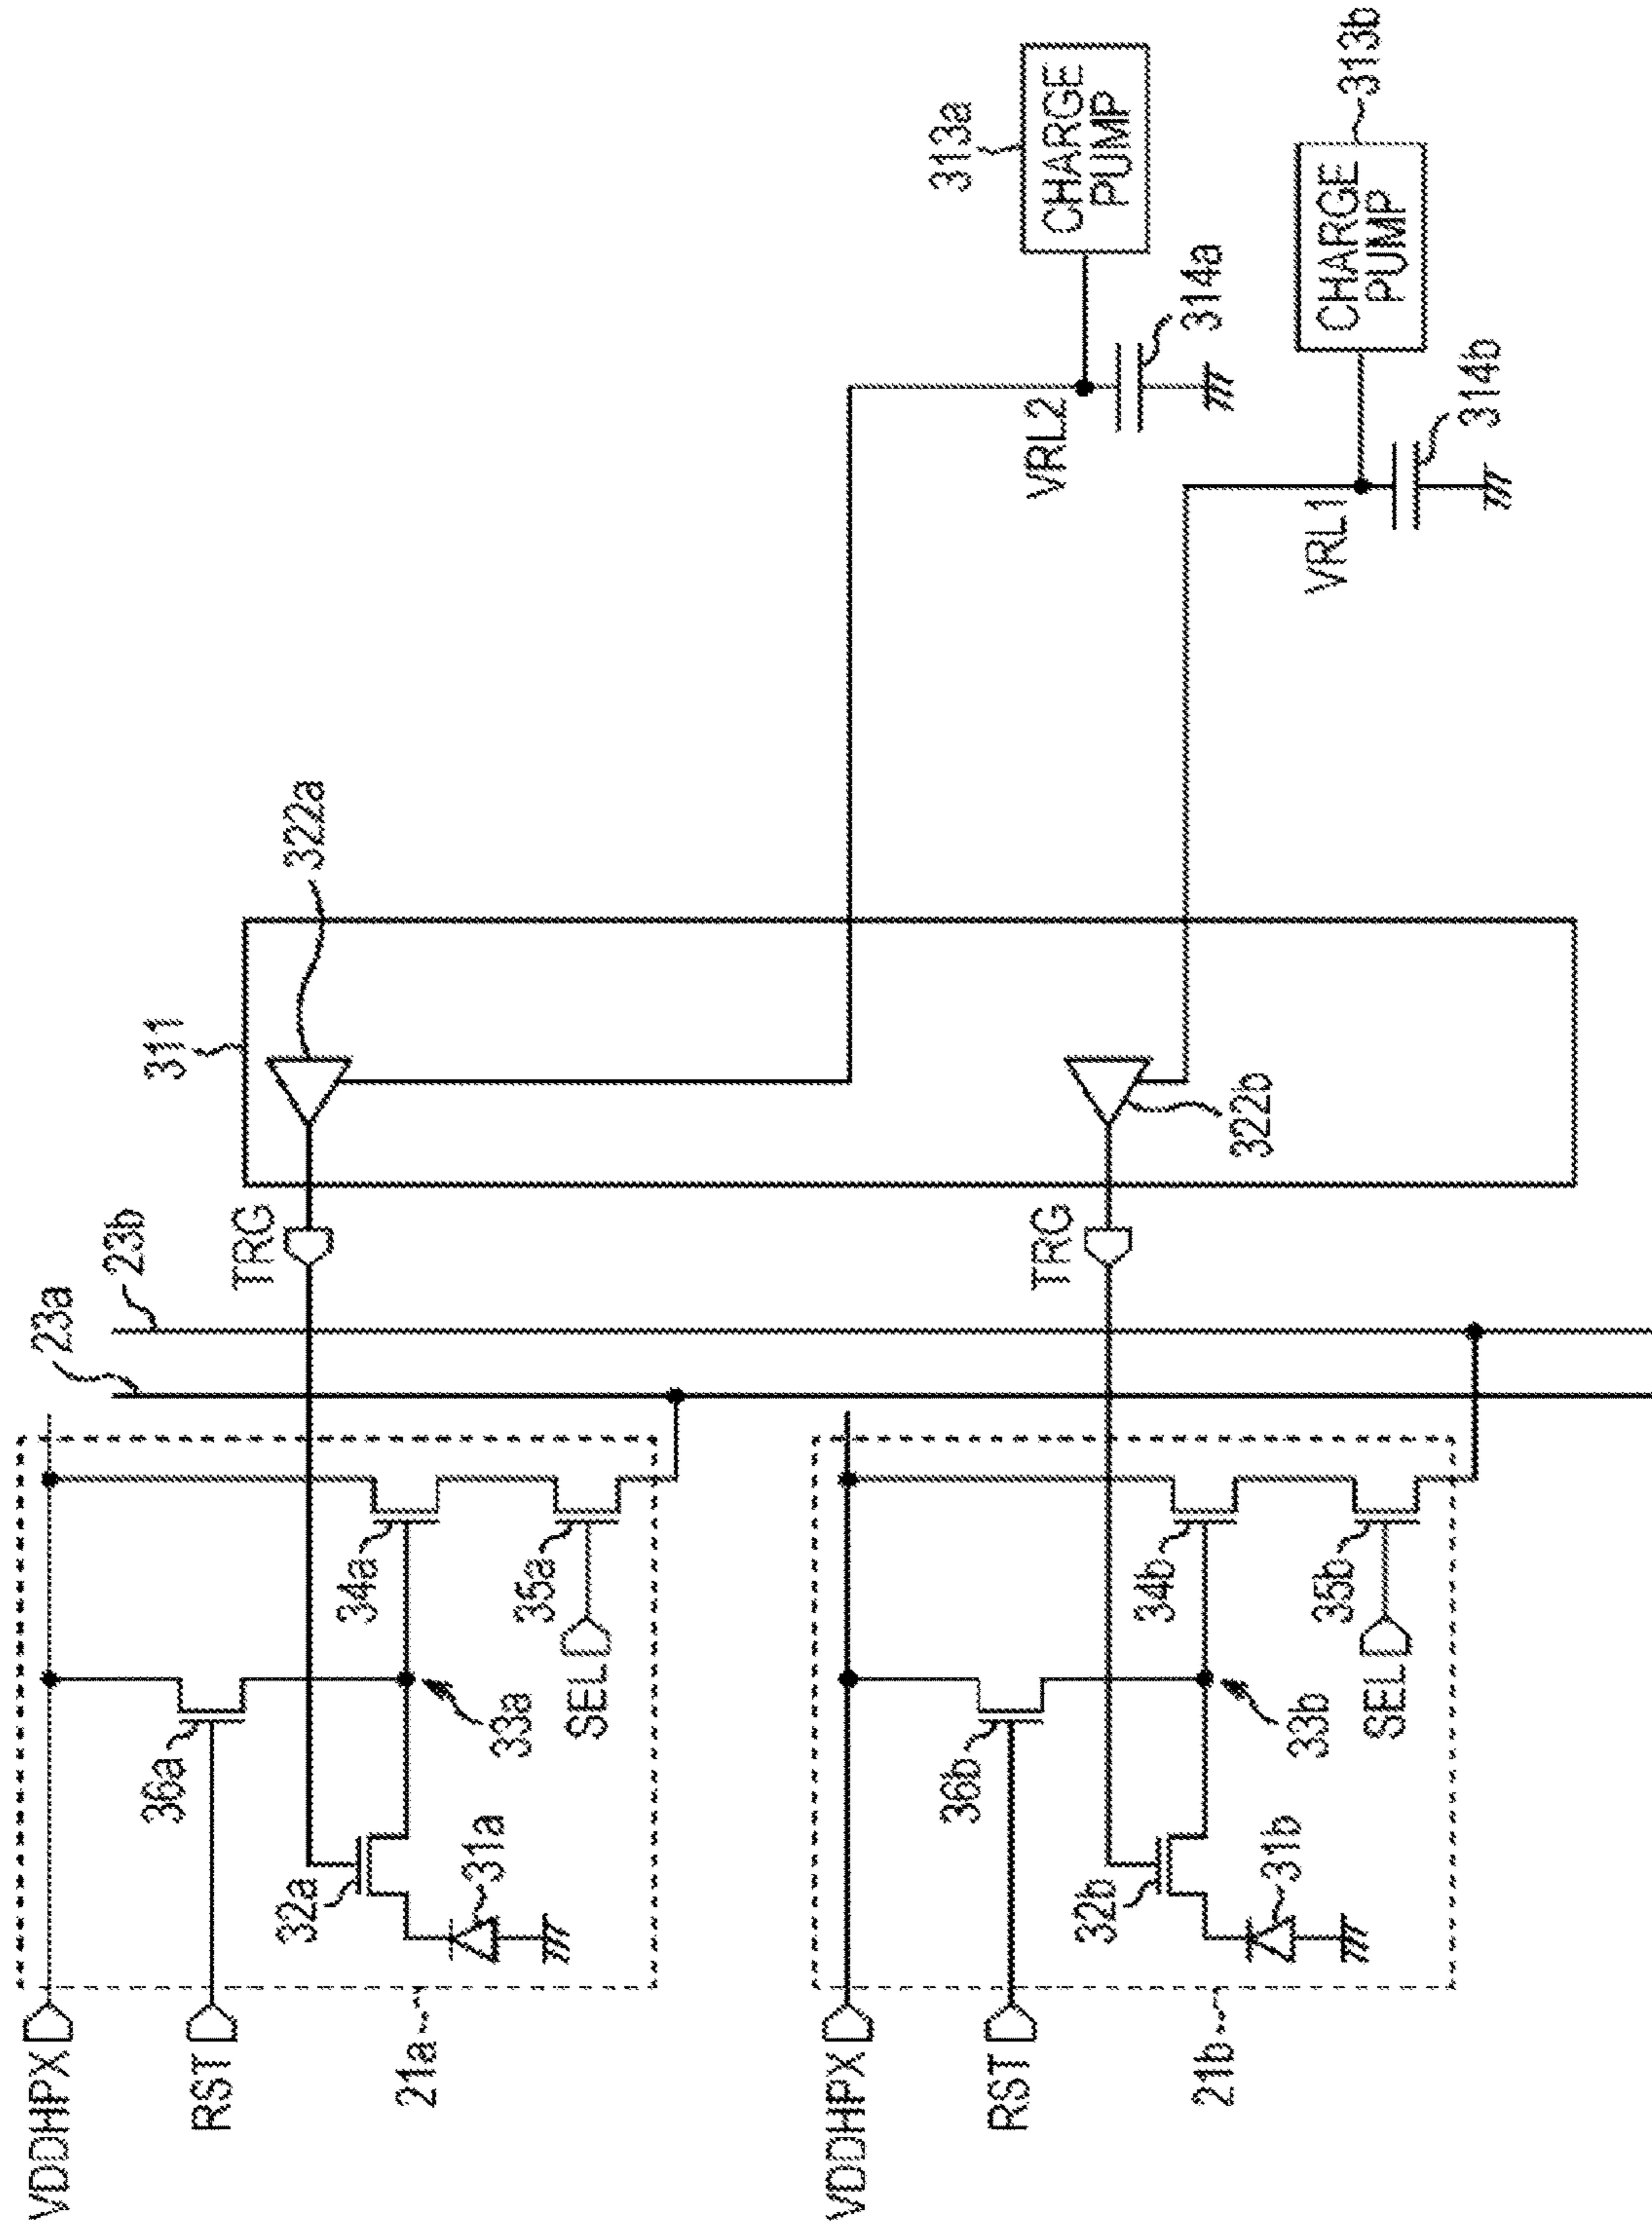 VDDHPX
RST
21a
36a
32a
31a
33a
34a
35a
SEL
23a
23b
TRG
311
322a
VRL2
313a
CHARGE
PUMP
314a
VDDHPX
RST
21b
36b
32b
31b
33b
34b
35b
SEL
TRG
322b
VRL1
313b
CHARGE
PUMP
314b